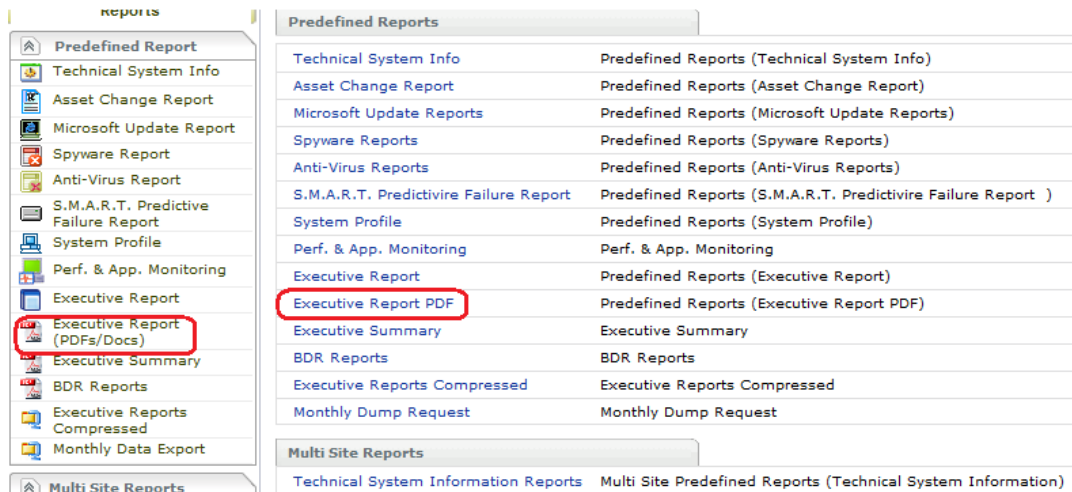 Reports
Predefined Report
Technical System Info
Asset Change Report
Microsoft Update Report
Spyware Report
Anti-Virus Report
S.M.A.R.T. Predictive
Failure Report
System Profile
Perf. & App. Monitoring
Executive Report
Executive Report
(PDFs/Docs)
Executive Summary
BDR Reports
Executive Reports
Compressed
Monthly Data Export
Multi Site Reports
Predefined Reports
Technical System Info Predefined Reports (Technical System Info)
Asset Change Report Predefined Reports (Asset Change Report)
Microsoft Update Reports Predefined Reports (Microsoft Update Reports)
Spyware Reports Predefined Reports (Spyware Reports)
Anti-Virus Reports Predefined Reports (Anti-Virus Reports)
S.M.A.R.T. Predictivire Failure Report Predefined Reports (S.M.A.R.T. Predictivire Failure Report )
System Profile Predefined Reports (System Profile)
Perf. & App. Monitoring Perf. & App. Monitoring
Executive Report Predefined Reports (Executive Report)
Executive Report PDF Predefined Reports (Executive Report PDF)
Executive Summary Executive Summary
BDR Reports BDR Reports
Executive Reports Compressed Executive Reports Compressed
Monthly Dump Request Monthly Dump Request
Multi Site Reports
Technical System Information Reports Multi Site Predefined Reports (Technical System Information)